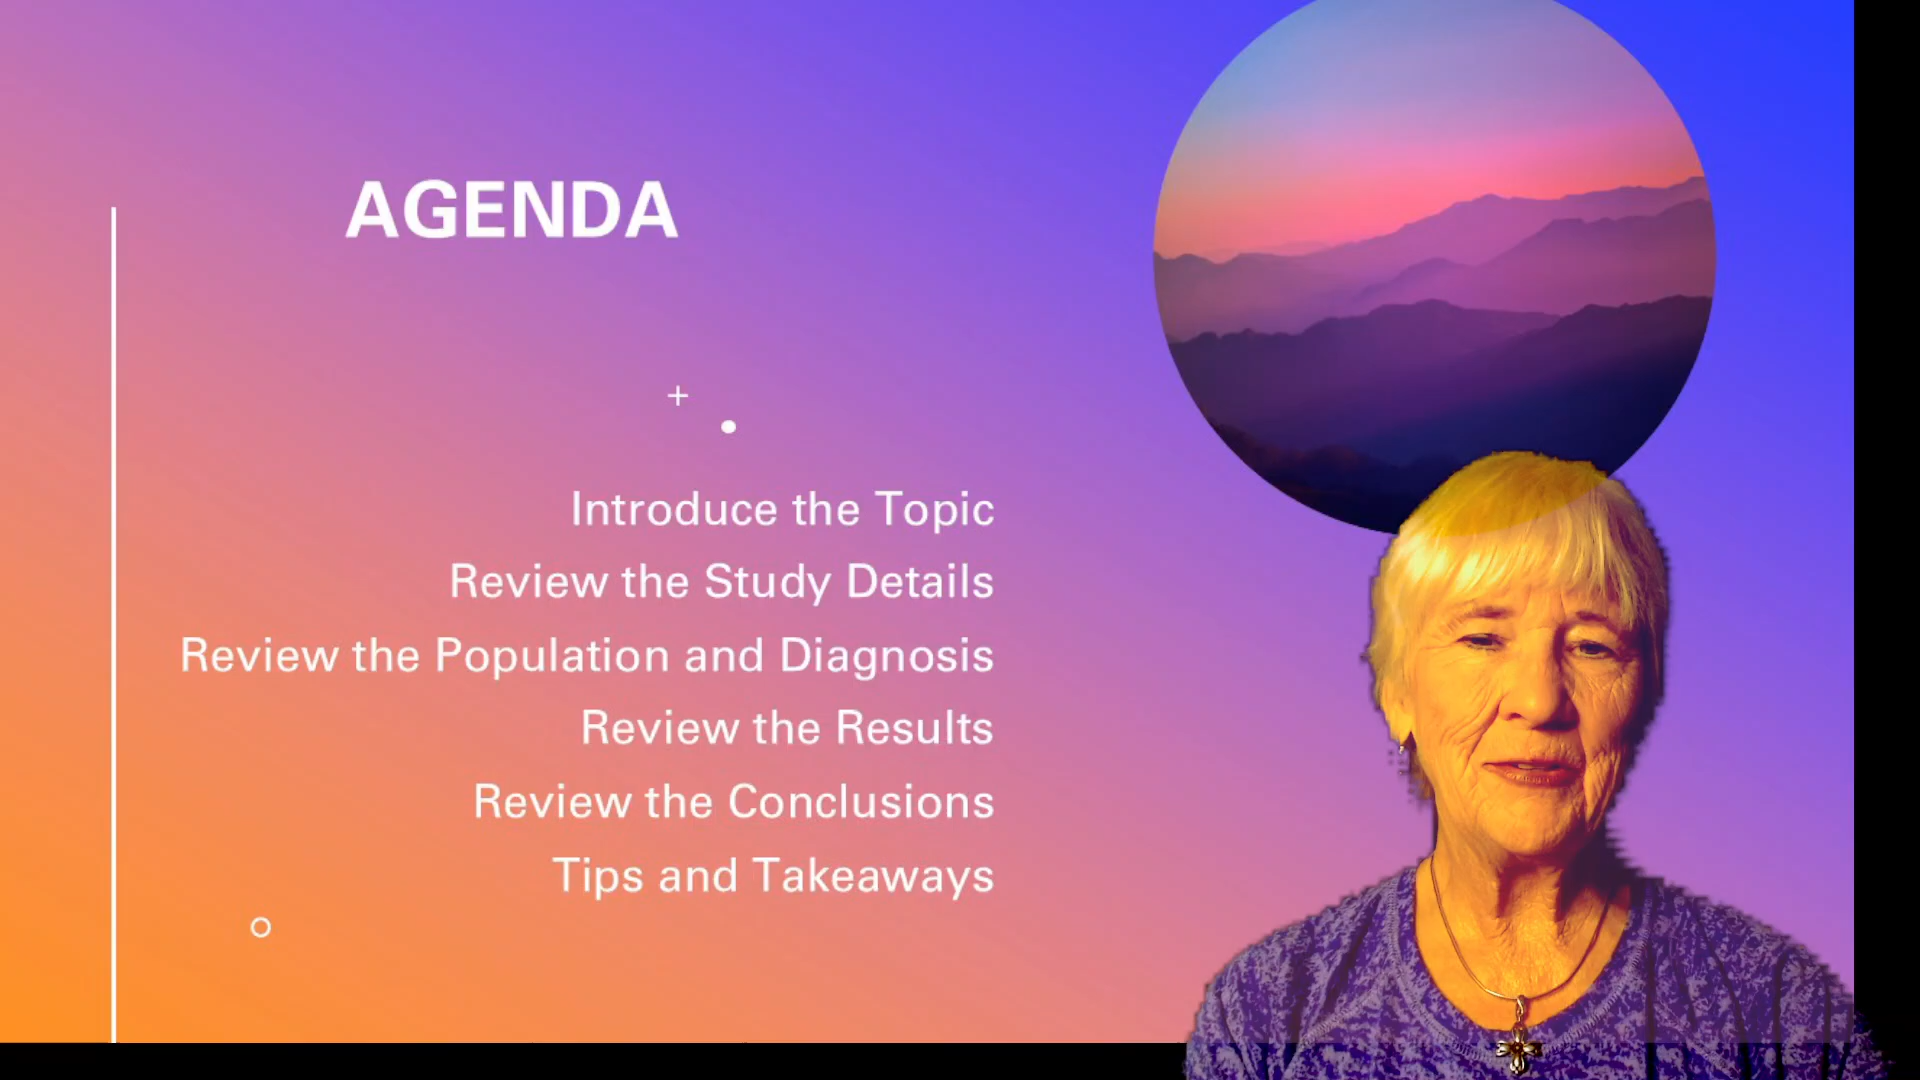 AGENDA
Introduce the Topic
Review the Study Details
Review the Population and Diagnosis
Review the Results
Review the Conclusions
Tips and Takeaways